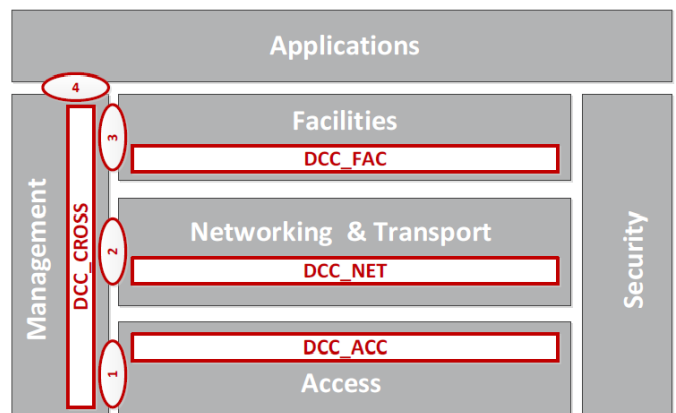 Applications
4
Management
DCC_CROSS
3
Facilities
DCC_FAC
2
Networking & Transport
DCC_NET
1
DCC_ACC
Access
Security